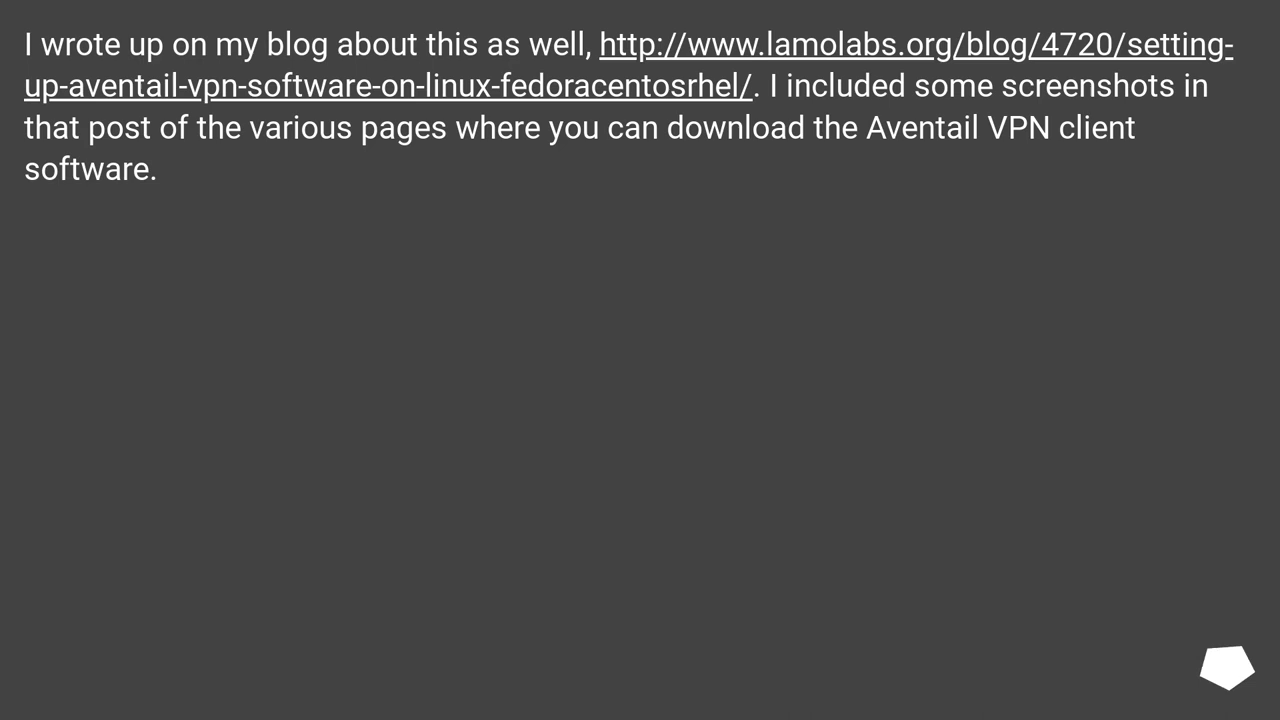 I wrote up on my blog about this as well, http://www.lamolabs.org/blog/4720/setting-
up-aventail-vpn-software-on-linux-fedoracentosrhel/. I included some screenshots in
that post of the various pages where you can download the Aventail VPN client
software.